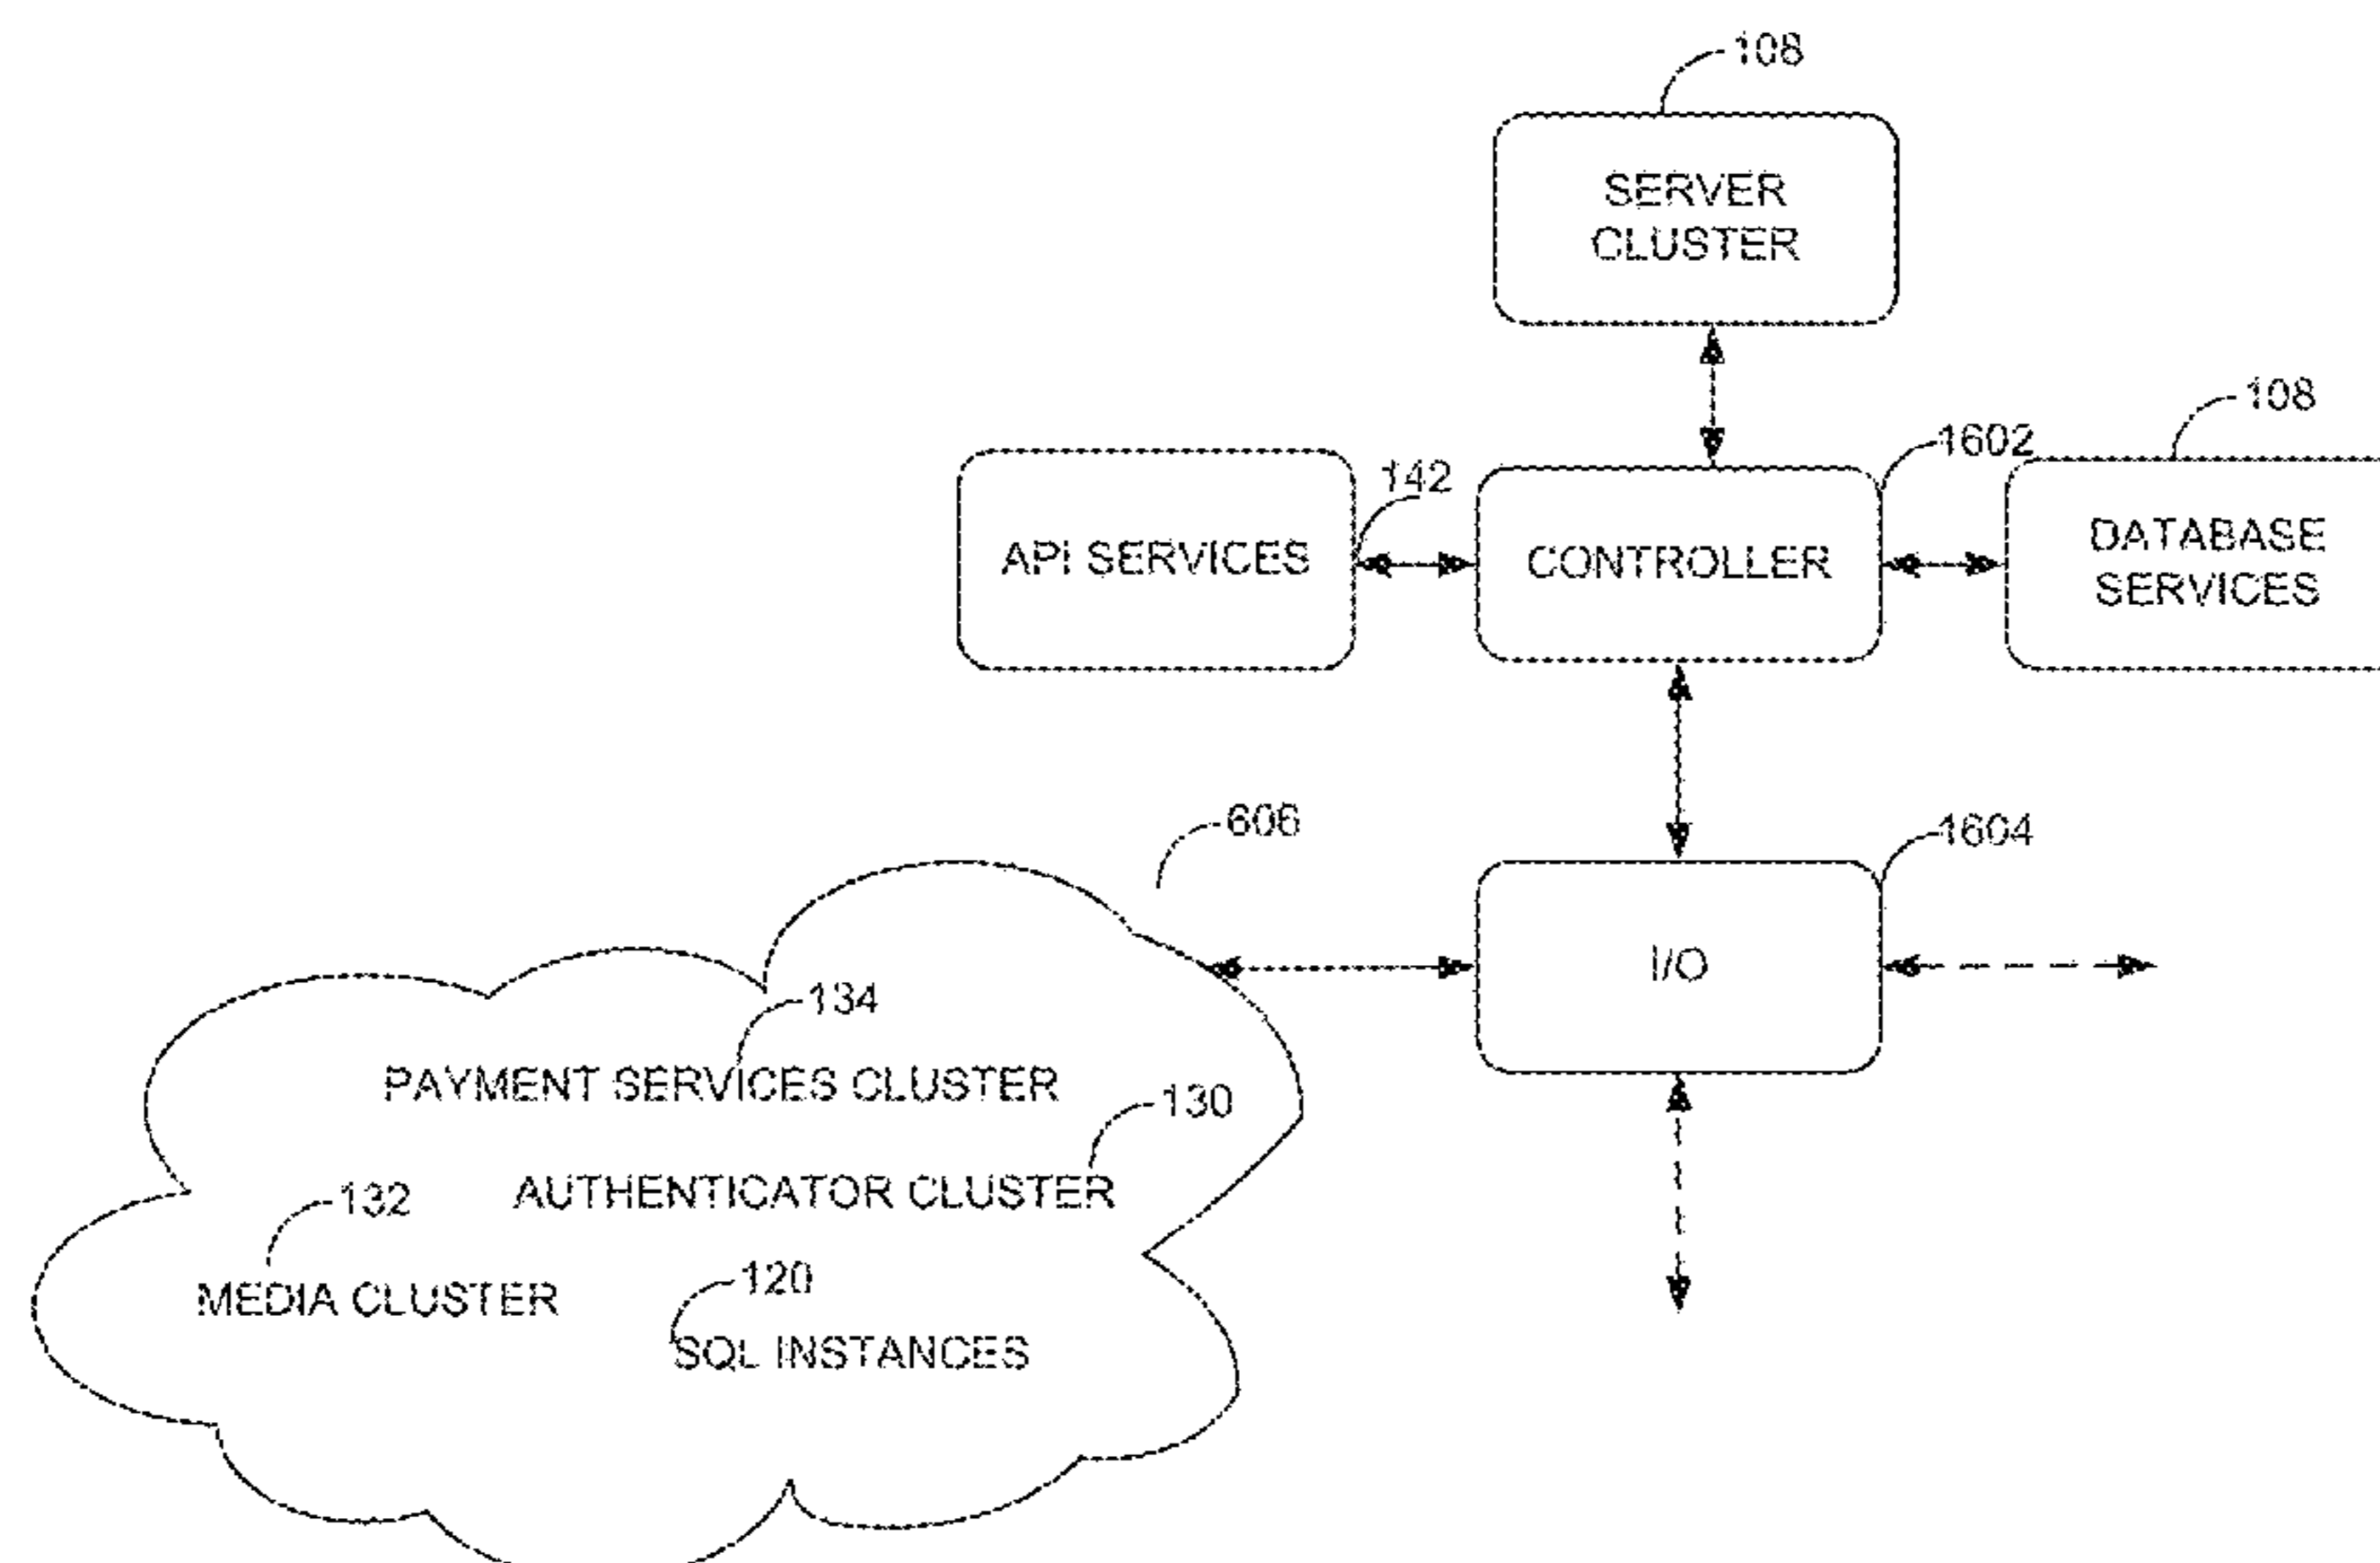 108
SERVER
CLUSTER
108
1602
142
API SERVICES
CONTROLLER
DATABASE
SERVICES
606
1604
I/O
134
PAYMENT SERVICES CLUSTER
130
AUTHENTICATOR CLUSTER
132
MEDIA CLUSTER
120
SQL INSTANCES